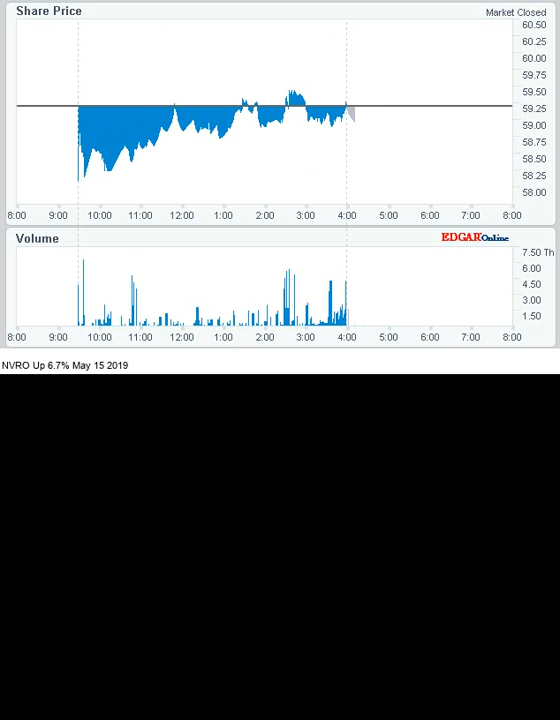 Share Price
Market Closed
60.50
60.25
60.00
59.75
59.50
59.25
59.00
58.75
58.50
58.25
58.00
8:00 9:00 10:00 11:00 12:00 1:00 2:00 3:00 4:00 5:00 6:00 7:00 8:00
Volume
EDGAROnline
7.50 Th
6.00
4.50
3.00
1.50
8:00 9:00 10:00 11:00 12:00 1:00 2:00 3:00 4:00 5:00 6:00 7:00 8:00
NVRO Up 6.7% May 15 2019